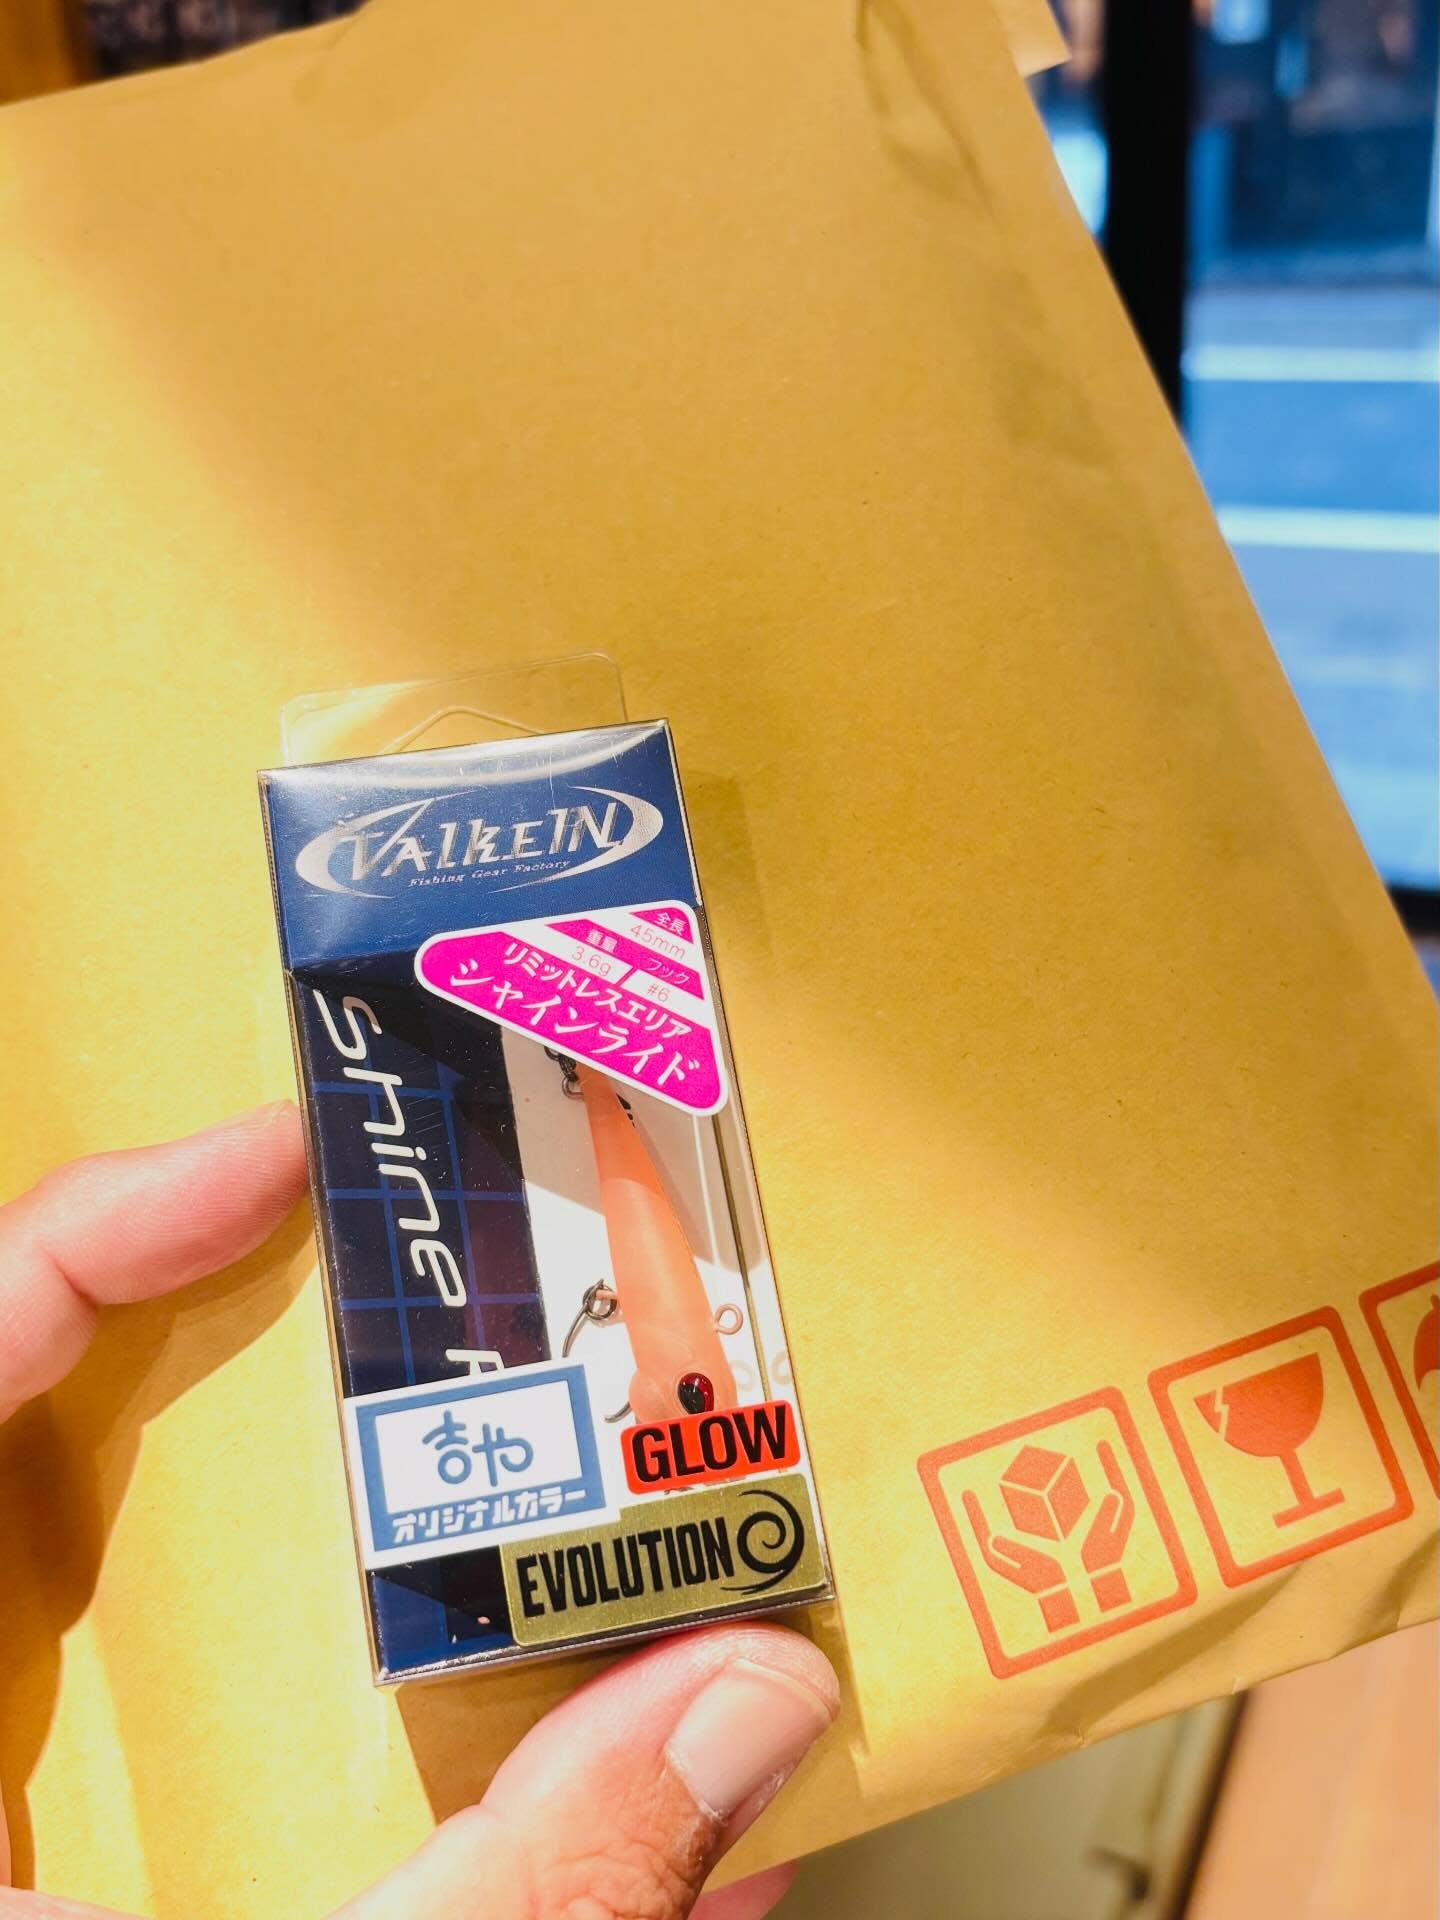 VALKEIN
Fishing Gear Factory
全長
45mm
重量
3.6g
フック
#6
リミットレスエリア
シャインライド
Shine R
吉や
オリジナルカラー
GLOW
EVOLUTION